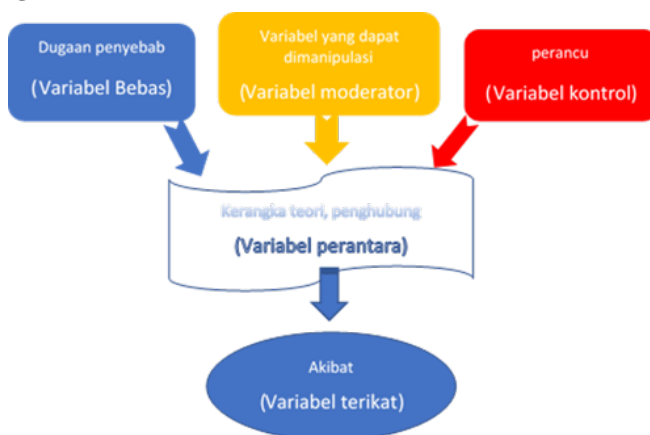 Dugaan penyebab
(Variabel Bebas)
Variabel yang dapat
dimanipulasi
(Variabel moderator)
perancu
(Variabel kontrol)
Kerangka teori, penghubung
(Variabel perantara)
Akibat
(Variabel terikat)